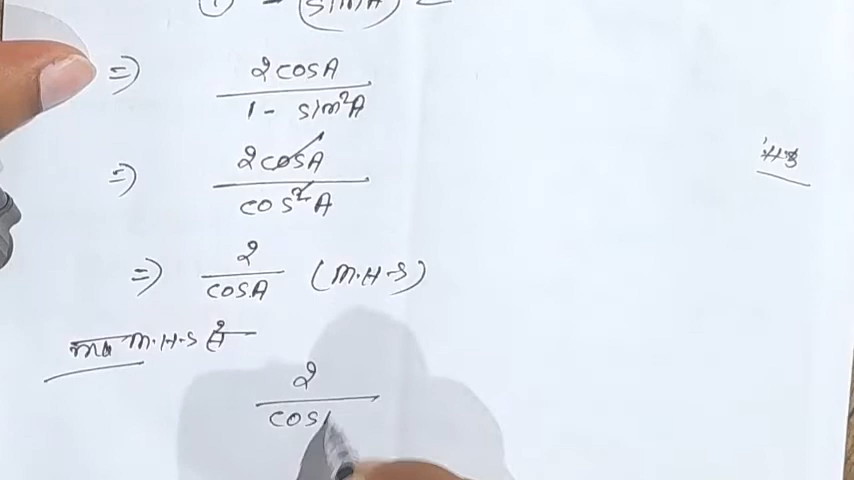 => 2cosA
1 - sin²A
=> 2cosA
cos²A
=> 2
cosA (M.H.S)
M.H.S
2
cos